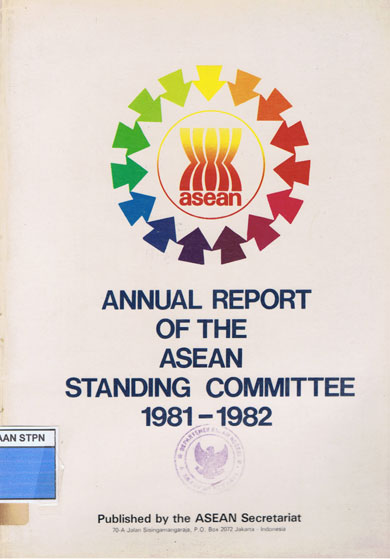 asean
ANNUAL REPORT
OF THE
ASEAN
STANDING COMMITTEE
1981-1982
AAN STPN
Published by the ASEAN Secretariat
70-A Jalan Sisingamangaraja, P.O. Box 2072 Jakarta - Indonesia